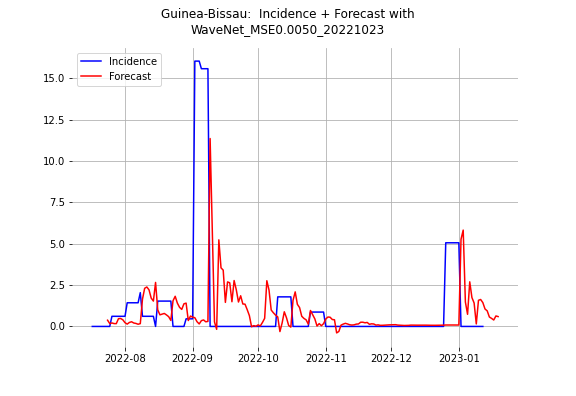 Guinea-Bissau:  Incidence + Forecast with
WaveNet_MSE0.0050_20221023
Incidence
Forecast
15.0
12.5
10.0
7.5
5.0
2.5
0.0
2022-08 2022-09 2022-10 2022-11 2022-12 2023-01